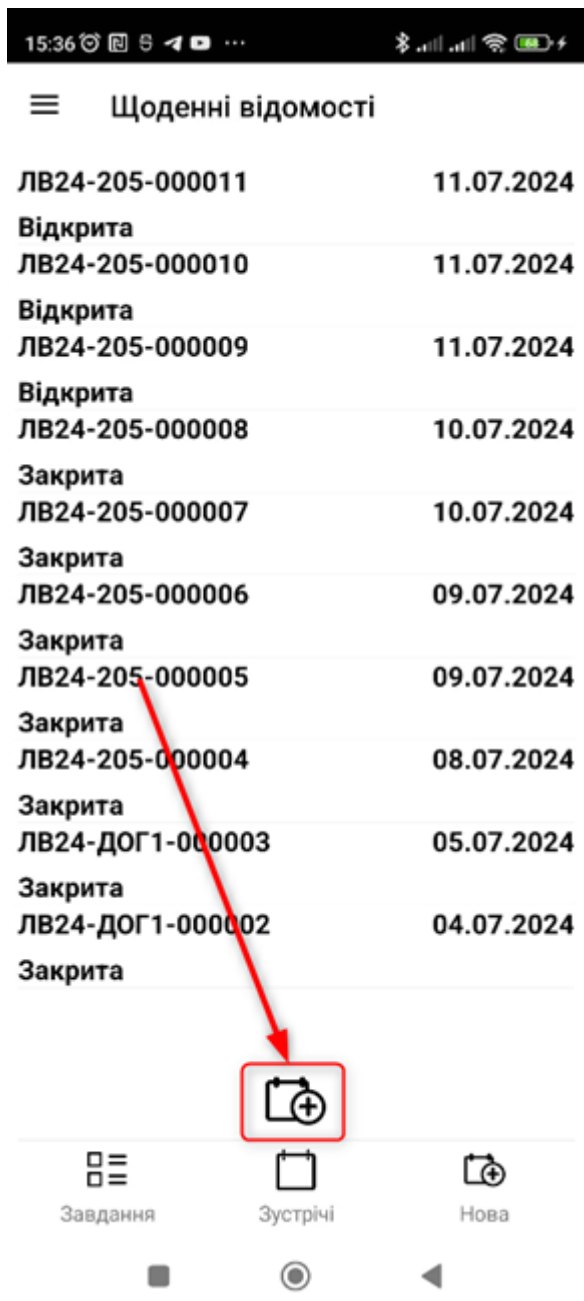 15:36
64
Щоденні відомості
ЛВ24-205-000011 11.07.2024
Відкрита
ЛВ24-205-000010 11.07.2024
Відкрита
ЛВ24-205-000009 11.07.2024
Відкрита
ЛВ24-205-000008 10.07.2024
Закрита
ЛВ24-205-000007 10.07.2024
Закрита
ЛВ24-205-000006 09.07.2024
Закрита
ЛВ24-205-000005 09.07.2024
Закрита
ЛВ24-205-000004 08.07.2024
Закрита
ЛВ24-ДОГ1-000003 05.07.2024
Закрита
ЛВ24-ДОГ1-000002 04.07.2024
Закрита
Завдання Зустрічі Нова